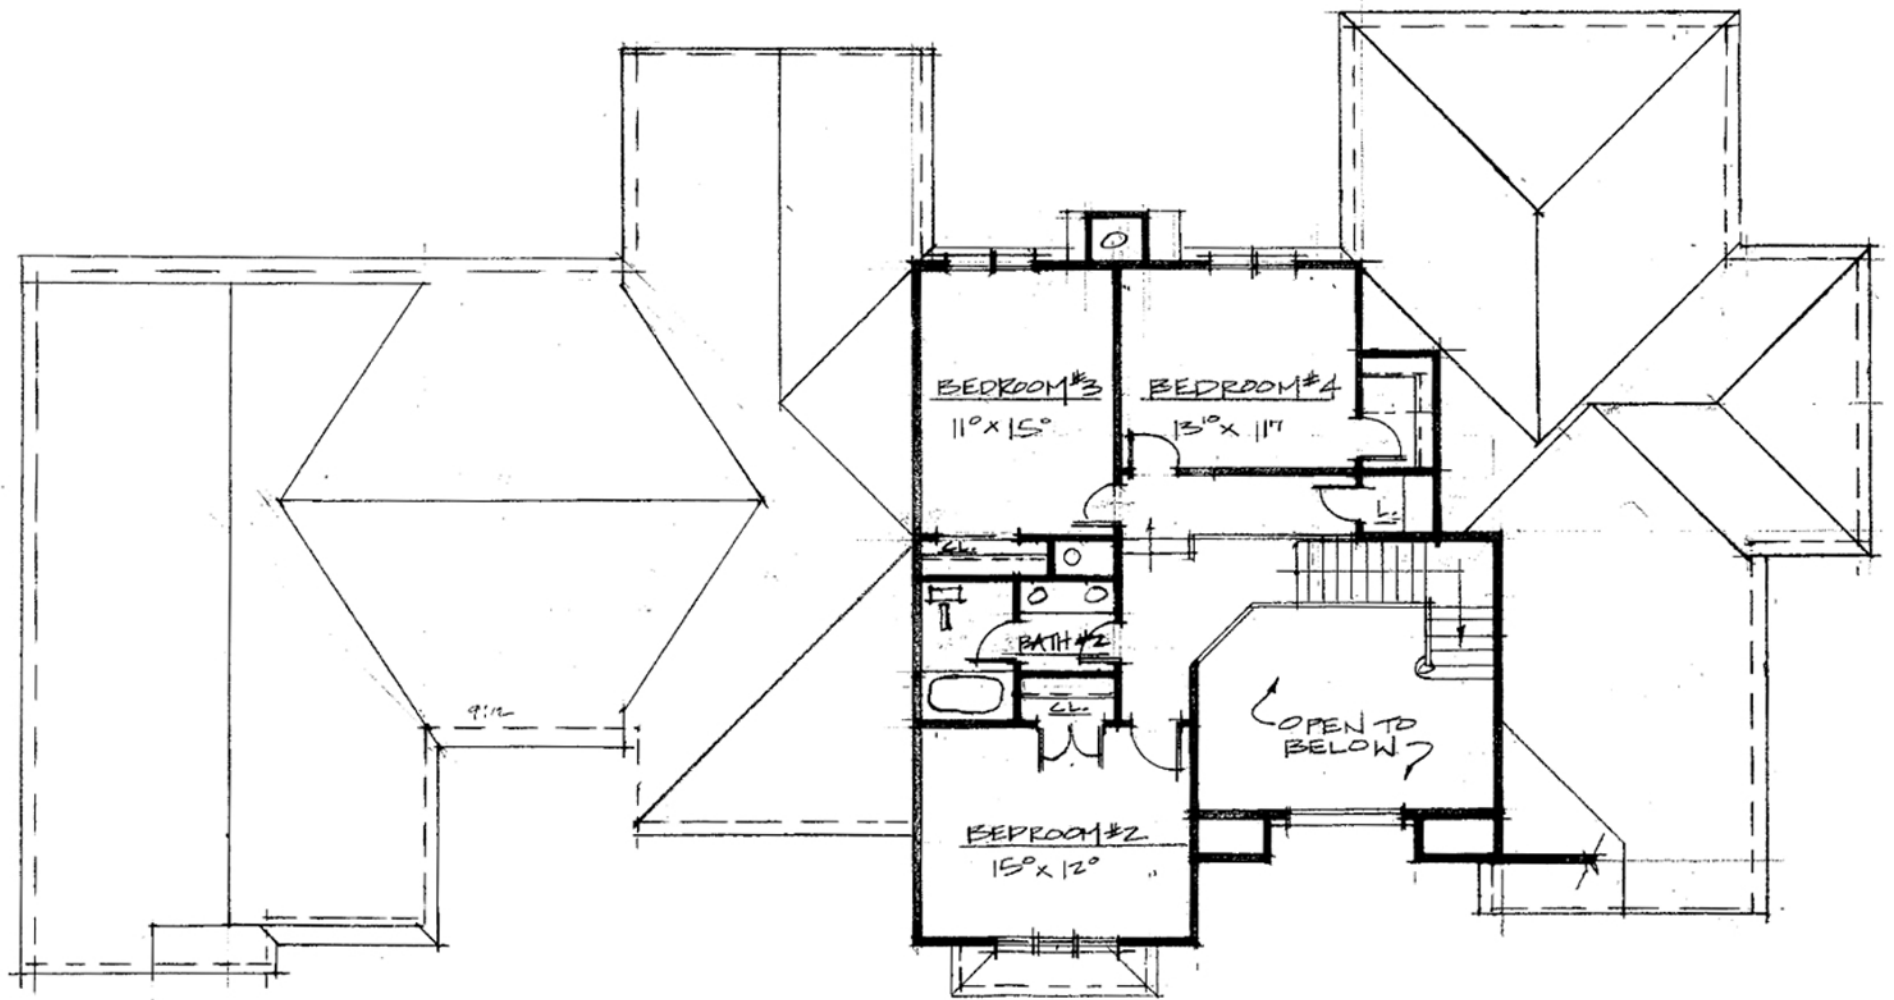 BEDROOM #3
11⁰ x 15⁰
BEDROOM #4
13¹⁰ x 11⁷
L.
CL.
BATH #2
CL.
9:12
OPEN TO
BELOW
BEDROOM #2
15⁰ x 12⁰